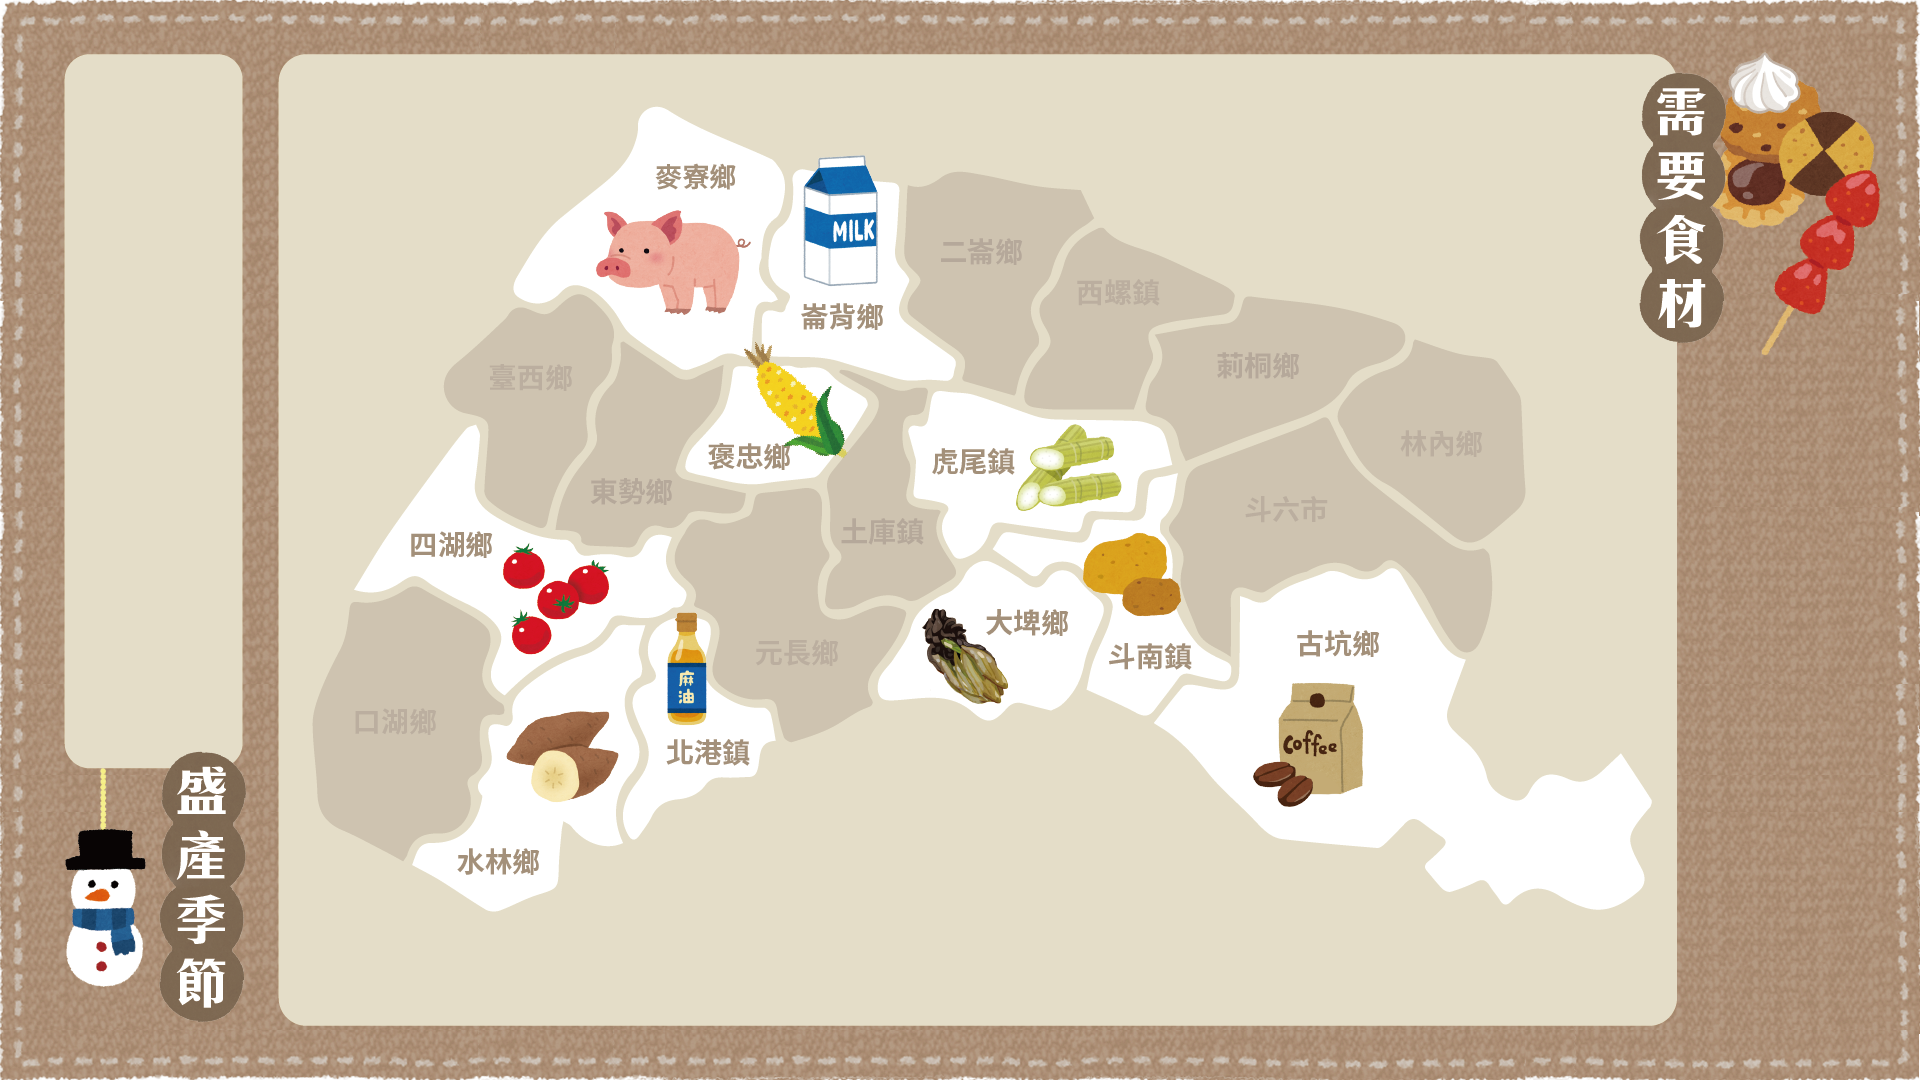 需要食材
麥寮鄉
MILK
崙背鄉
二崙鄉
西螺鎮
莿桐鄉
林內鄉
臺西鄉
東勢鄉
褒忠鄉
土庫鎮
虎尾鎮
斗六市
四湖鄉
口湖鄉
水林鄉
麻油
北港鎮
元長鄉
大埤鄉
斗南鎮
古坑鄉
Coffee
盛產季節